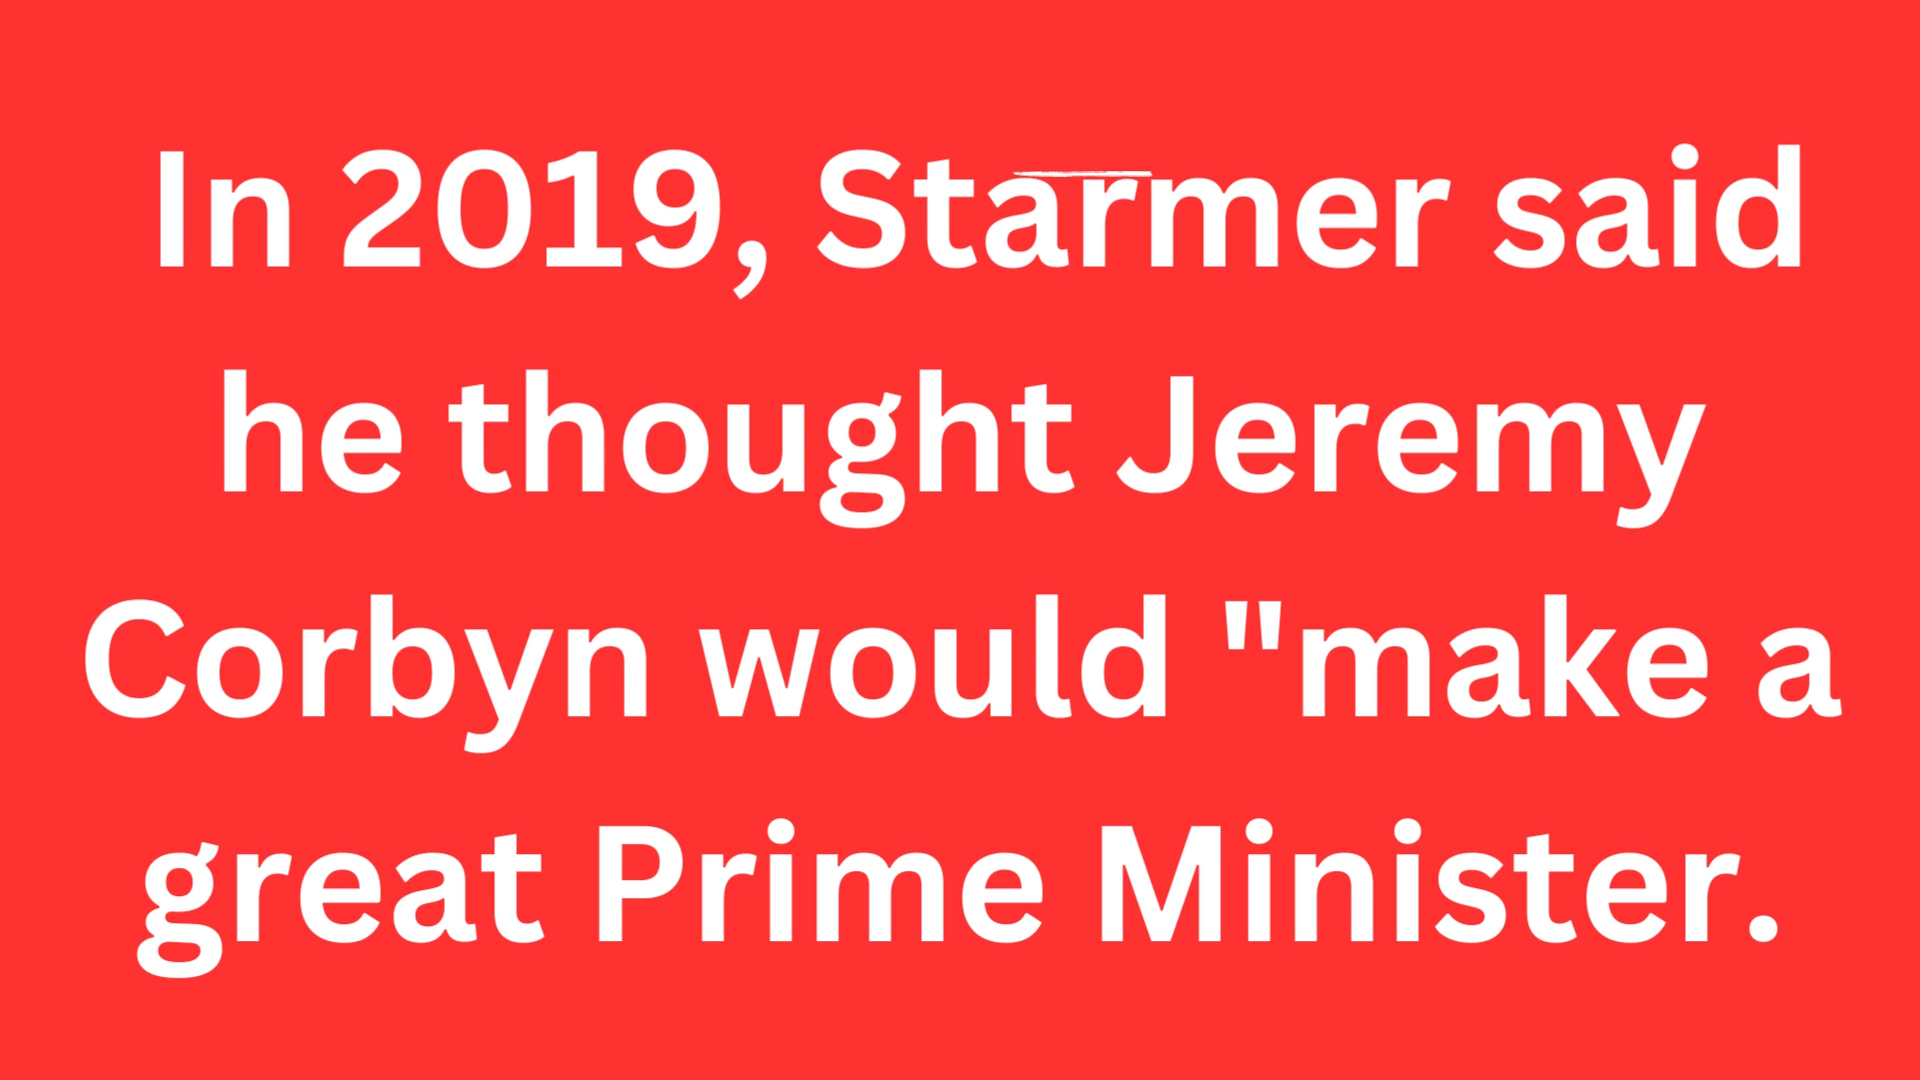 In 2019, Starmer said
he thought Jeremy
Corbyn would "make a
great Prime Minister.